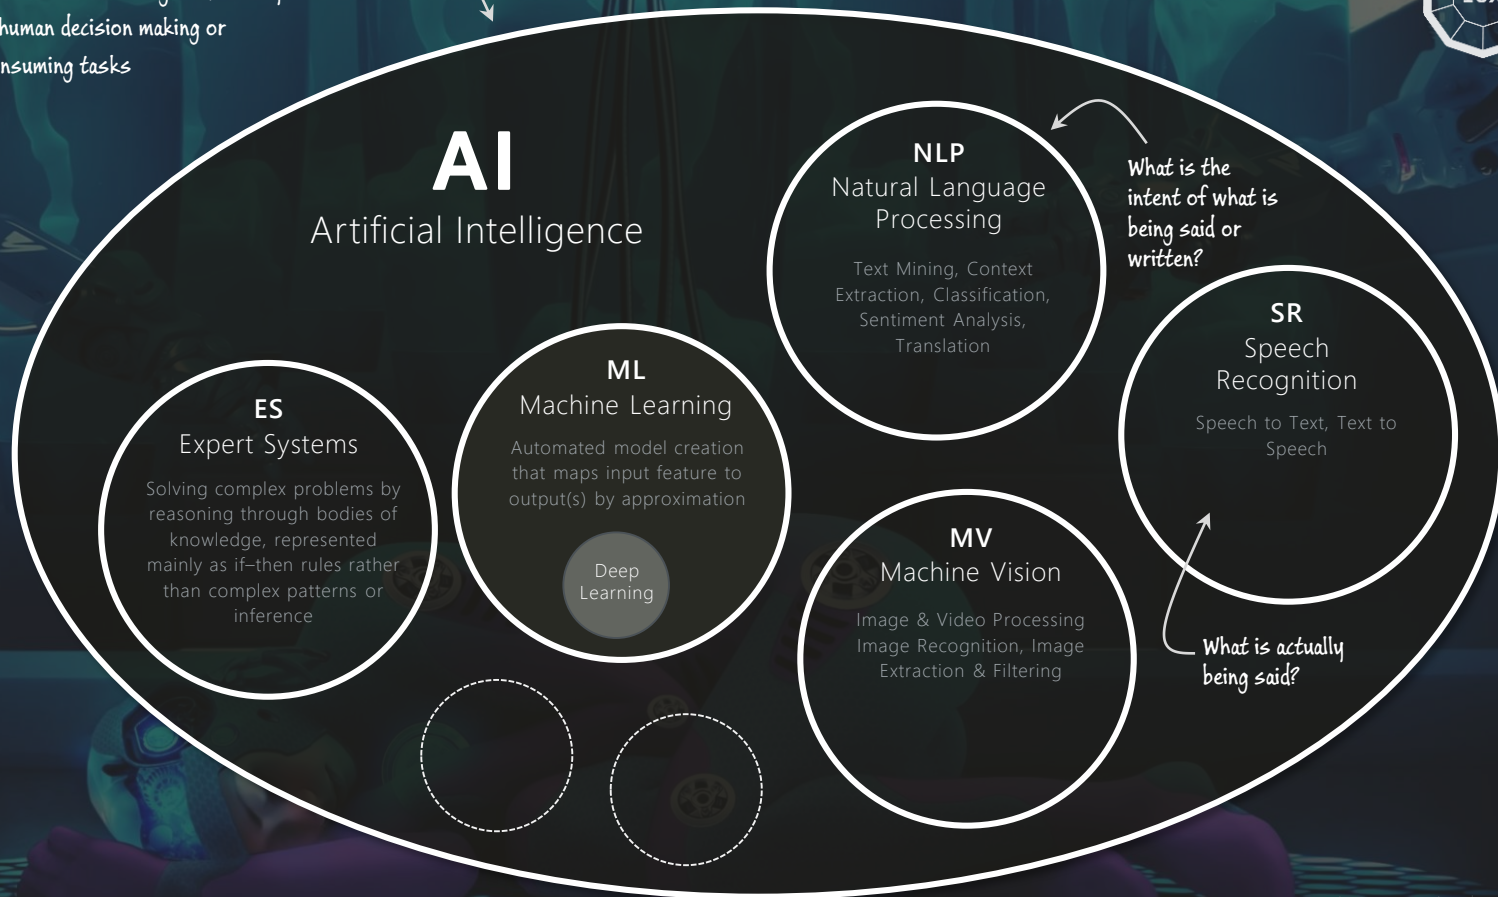 human decision making or
nsuming tasks
AI
Artificial Intelligence
NLP
Natural Language
Processing
Text Mining, Context
Extraction, Classification,
Sentiment Analysis,
Translation
What is the
intent of what is
being said or
written?
SR
Speech
Recognition
Speech to Text, Text to
Speech
What is actually
being said?
ML
Machine Learning
Automated model creation
that maps input feature to
output(s) by approximation
Deep
Learning
ES
Expert Systems
Solving complex problems by
reasoning through bodies of
knowledge, represented
mainly as if–then rules rather
than complex patterns or
inference
MV
Machine Vision
Image & Video Processing
Image Recognition, Image
Extraction & Filtering